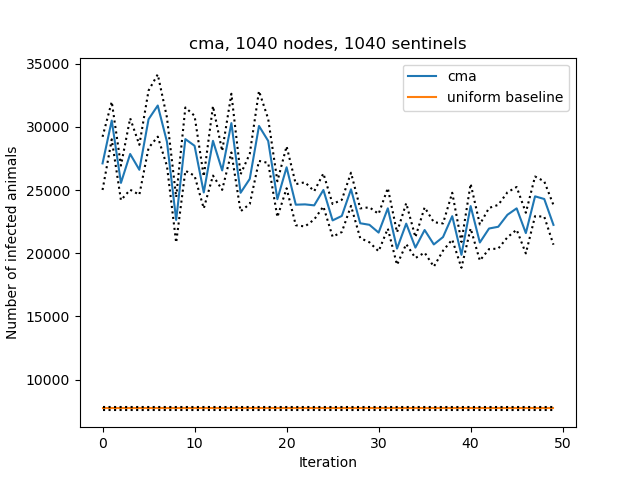 cma, 1040 nodes, 1040 sentinels
35000
30000
25000
20000
15000
10000
Number of infected animals
cma
uniform baseline
0
10
20
30
40
50
Iteration